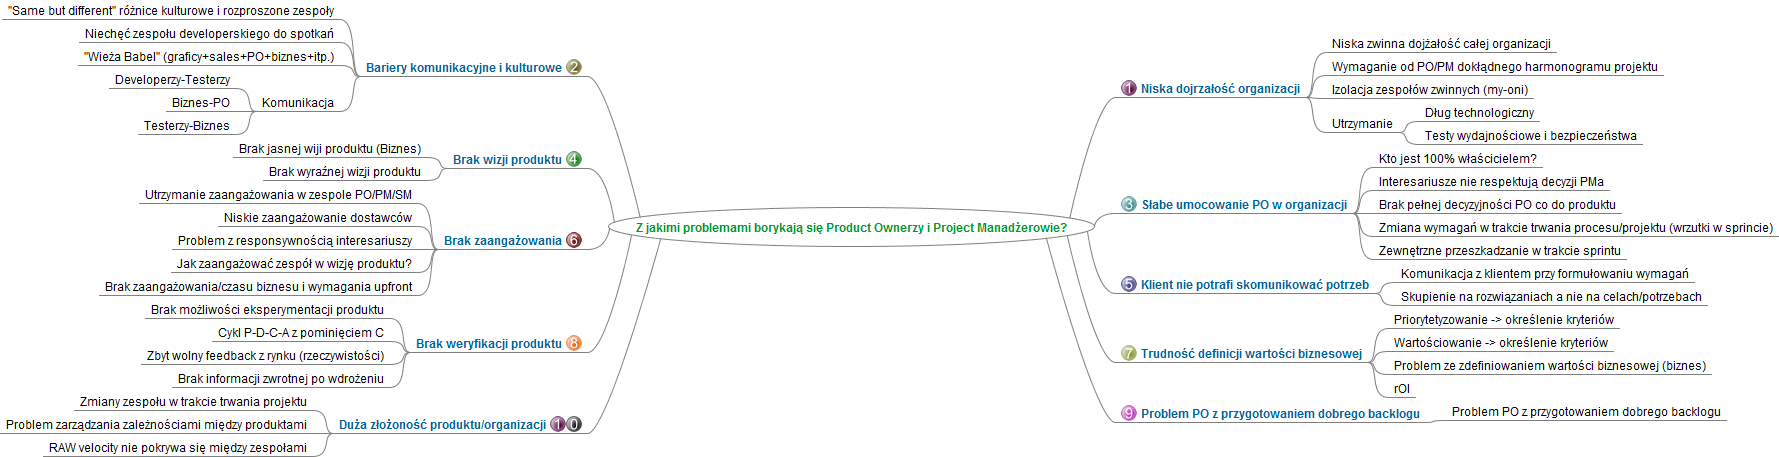 Z jakimi problemami borykają się Product Ownerzy i Project Manadżerowie?
1 Niska dojrzałość organizacji
Niska zwinna dojżałość całej organizacji
Wymaganie od PO/PM dokłądnego harmonogramu projektu
Izolacja zespołów zwinnych (my-oni)
Utrzymanie
Dług technologiczny
Testy wydajnościowe i bezpieczeństwa
Bariery komunikacyjne i kulturowe 2
"Same but different" różnice kulturowe i rozproszone zespoły
Niechęć zespołu developerskiego do spotkań
"Wieża Babel" (graficy+sales+PO+biznes+itp.)
Komunikacja
Developerzy-Testerzy
Biznes-PO
Testerzy-Biznes
3 Słabe umocowanie PO w organizacji
Kto jest 100% właścicielem?
Interesariusze nie respektują decyzji PMa
Brak pełnej decyzyjności PO co do produktu
Zmiana wymagań w trakcie trwania procesu/projektu (wrzutki w sprincie)
Zewnętrzne przeszkadzanie w trakcie sprintu
Brak wizji produktu 4
Brak jasnej wiji produktu (Biznes)
Brak wyraźnej wizji produktu
5 Klient nie potrafi skomunikować potrzeb
Komunikacja z klientem przy formułowaniu wymagań
Skupienie na rozwiązaniach a nie na celach/potrzebach
Brak zaangażowania 6
Utrzymanie zaangażowania w zespole PO/PM/SM
Niskie zaangażowanie dostawców
Problem z responsywnością interesariuszy
Jak zaangażować zespół w wizję produktu?
Brak zaangażowania/czasu biznesu i wymagania upfront
7 Trudność definicji wartości biznesowej
Priorytetyzowanie -> określenie kryteriów
Wartościowanie -> określenie kryteriów
Problem ze zdefiniowaniem wartości biznesowej (biznes)
rOI
Brak weryfikacji produktu 8
Brak możliwości eksperymentacji produktu
Cykl P-D-C-A z pominięciem C
Zbyt wolny feedback z rynku (rzeczywistości)
Brak informacji zwrotnej po wdrożeniu
9 Problem PO z przygotowaniem dobrego backlogu
Problem PO z przygotowaniem dobrego backlogu
Duża złożoność produktu/organizacji 1 0
Zmiany zespołu w trakcie trwania projektu
Problem zarządzania zależnościami między produktami
RAW velocity nie pokrywa się między zespołami